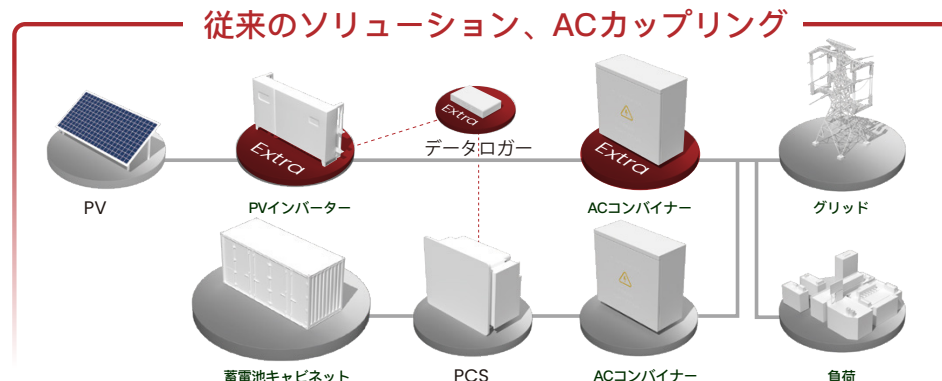 従来のソリューション、ACカップリング
Extra
データロガー
Extra
Extra
PV
PVインバーター
ACコンバイナー
グリッド
蓄電池キャビネット
PCS
ACコンバイナー
負荷